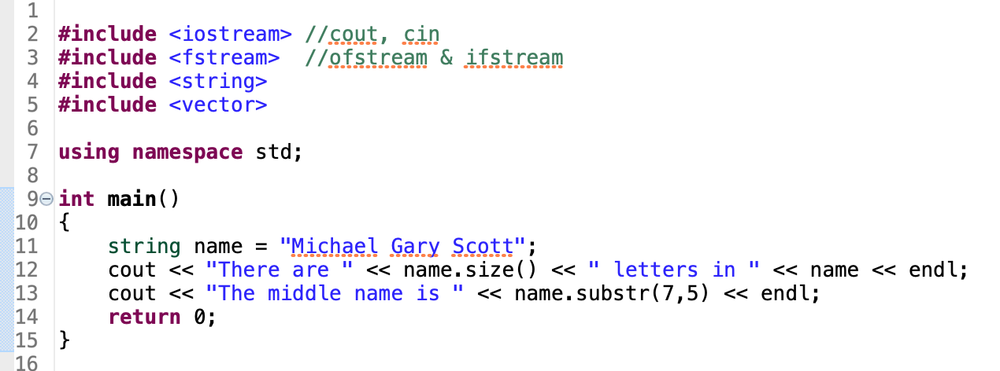 1
2 #include <iostream> //cout, cin
3 #include <fstream>  //ofstream & ifstream
4 #include <string>
5 #include <vector>
6
7 using namespace std;
8
9 int main()
10 {
11     string name = "Michael Gary Scott";
12     cout << "There are " << name.size() << " letters in " << name << endl;
13     cout << "The middle name is " << name.substr(7,5) << endl;
14     return 0;
15 }
16